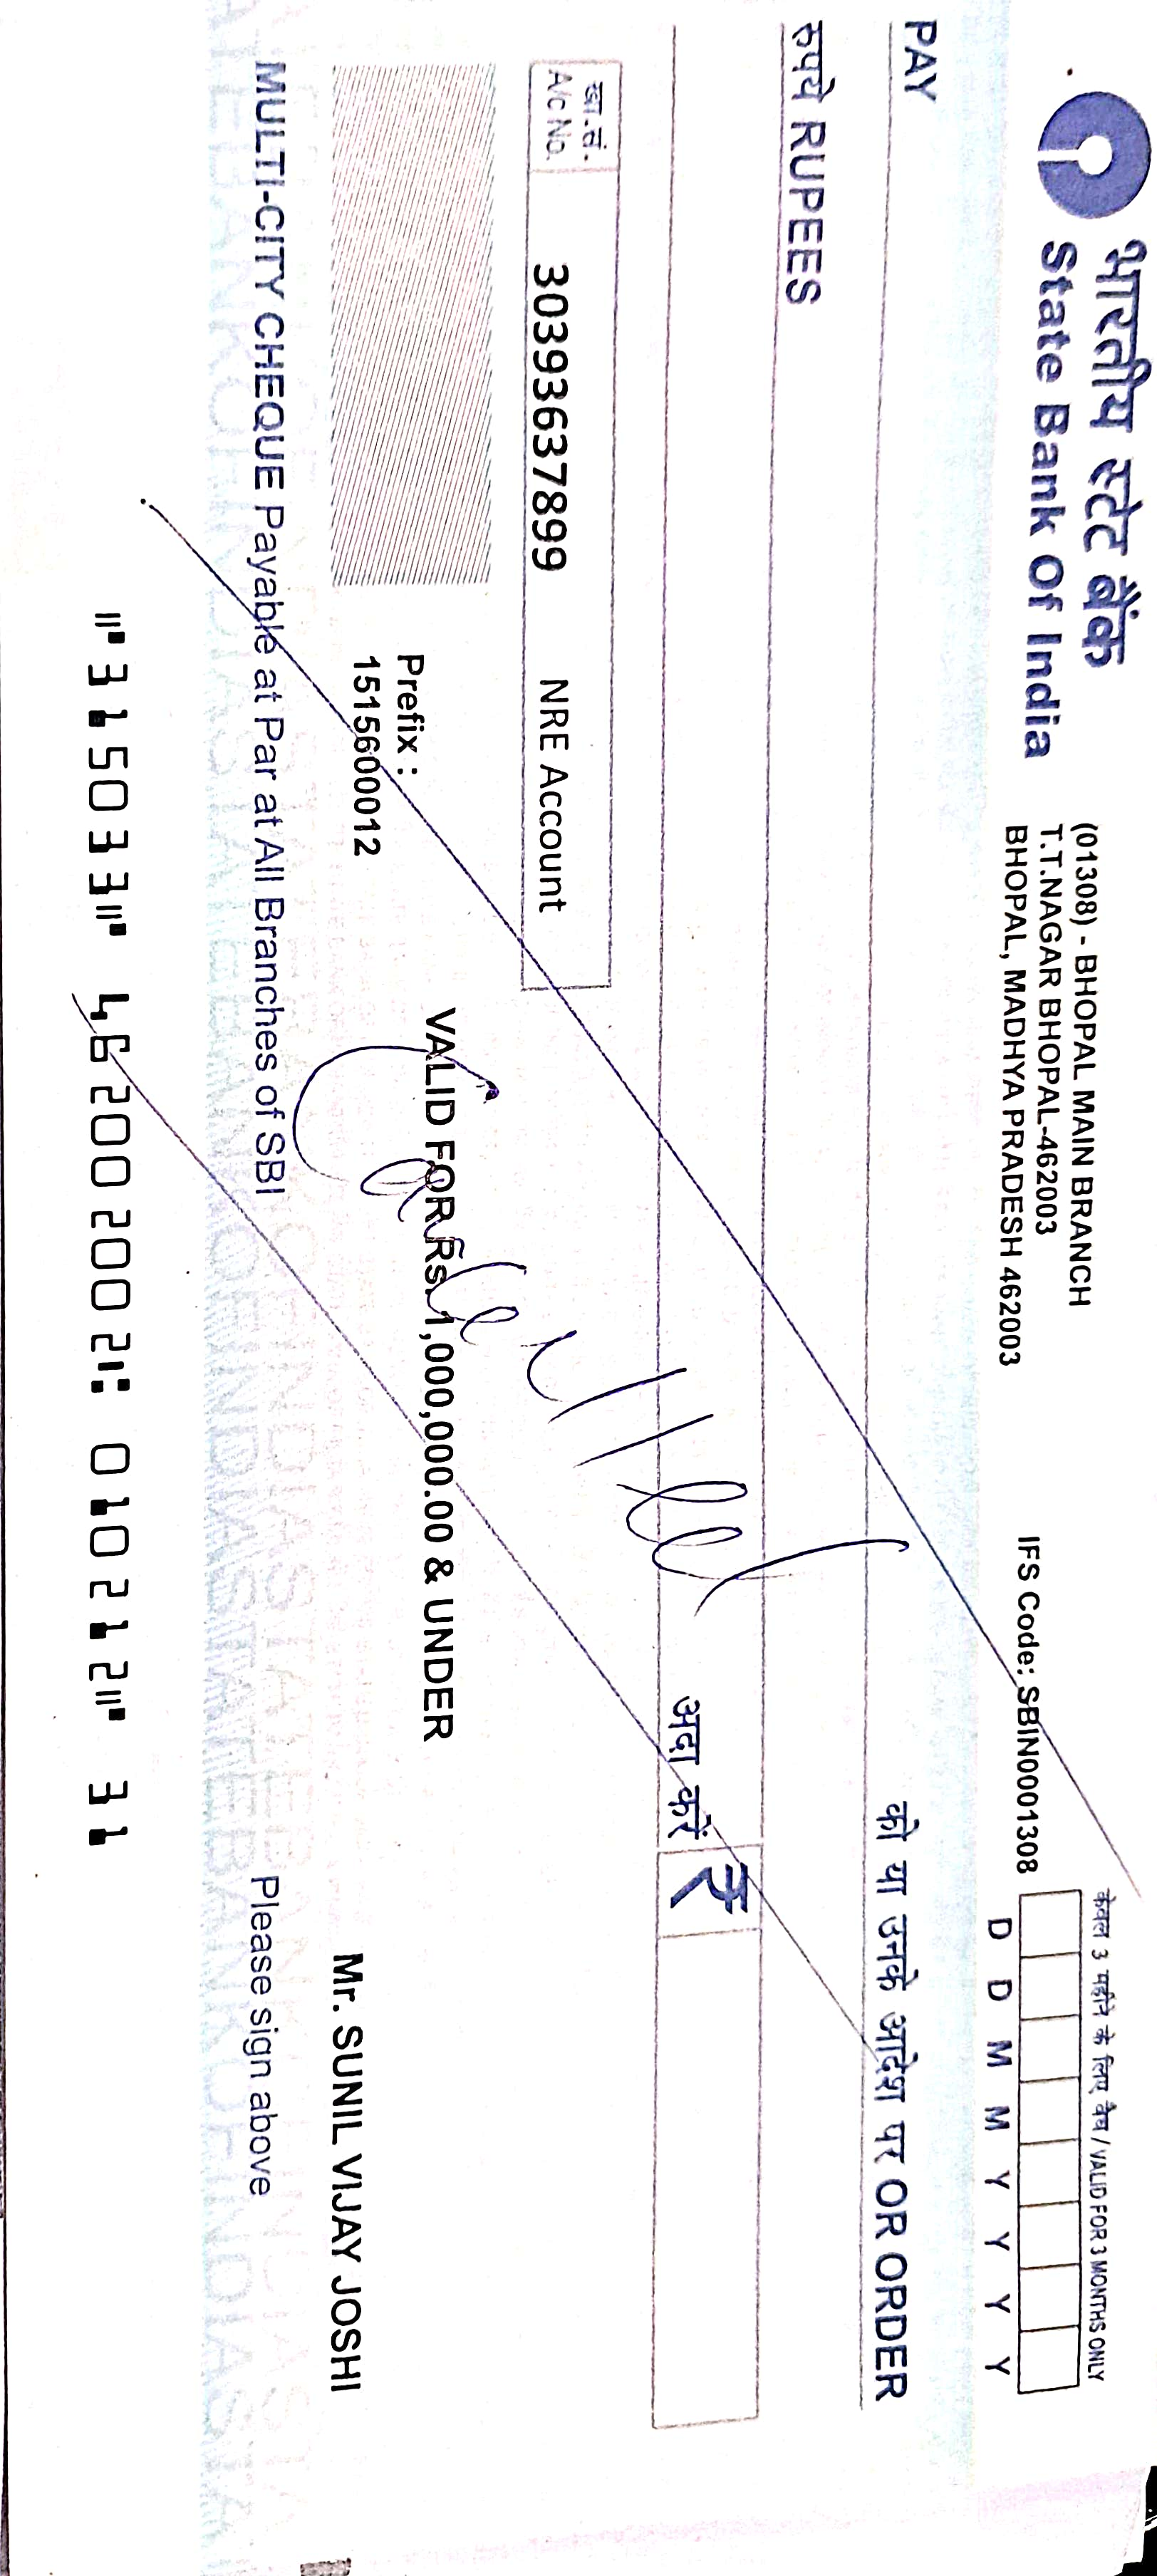 भारतीय स्टेट बैंक
State Bank Of India
(01308) - BHOPAL MAIN BRANCH
T.T.NAGAR BHOPAL-462003
BHOPAL, MADHYA PRADESH 462003
IFS Code: SBIN0001308
केवल 3 महीने के लिए वैध / VALID FOR 3 MONTHS ONLY
D D M M Y Y Y Y
PAY
को या उनके आदेश पर OR ORDER
रुपये RUPEES
अदा करें ₹
खा.सं.
A/c No. 30393637899 NRE Account
Cancelled
VALID FOR Rs. 1,000,000.00 & UNDER
Prefix :
1515600012
Mr. SUNIL VIJAY JOSHI
MULTI-CITY CHEQUE Payable at Par at All Branches of SBI
Please sign above
⑈315033⑈ 462002002⑆ 010212⑈ 31